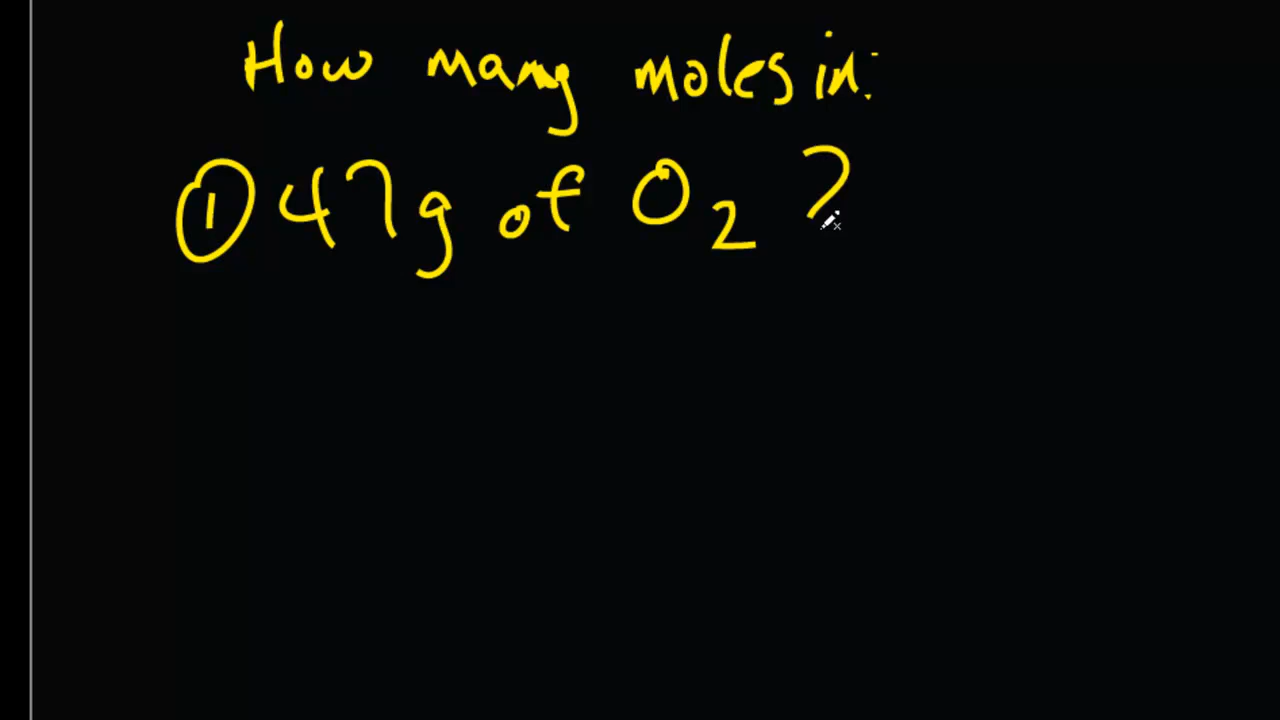 How many moles in:
① 47g of O₂ ?